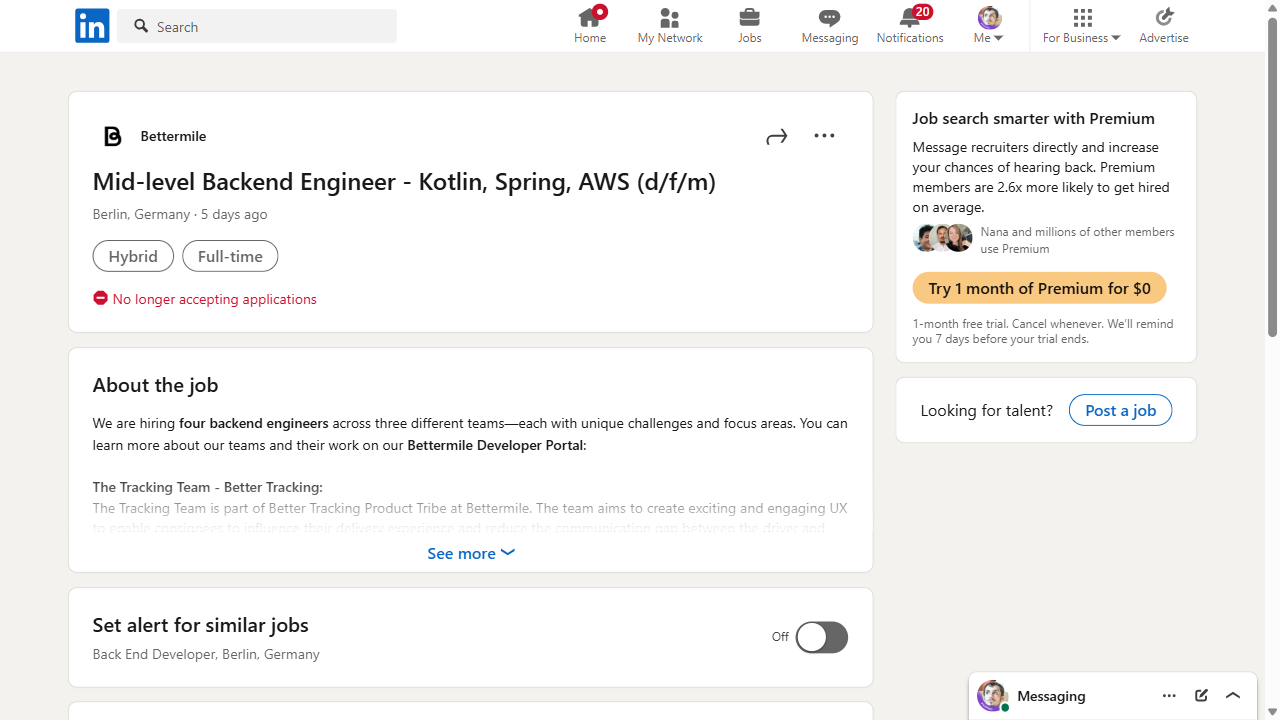 Search
Home
My Network
Jobs
Messaging
20
Notifications
Me
For Business
Advertise
Bettermile
Mid-level Backend Engineer - Kotlin, Spring, AWS (d/f/m)
Berlin, Germany · 5 days ago
Hybrid
Full-time
No longer accepting applications
About the job
We are hiring four backend engineers across three different teams—each with unique challenges and focus areas. You can
learn more about our teams and their work on our Bettermile Developer Portal:
The Tracking Team - Better Tracking:
The Tracking Team is part of Better Tracking Product Tribe at Bettermile. The team aims to create exciting and engaging UX
to enable consignees to influence their delivery experience and reduce the communication gap between the driver and
See more
Set alert for similar jobs
Back End Developer, Berlin, Germany
Off
Job search smarter with Premium
Message recruiters directly and increase
your chances of hearing back. Premium
members are 2.6x more likely to get hired
on average.
Nana and millions of other members
use Premium
Try 1 month of Premium for $0
1-month free trial. Cancel whenever. We’ll remind
you 7 days before your trial ends.
Looking for talent?
Post a job
Messaging